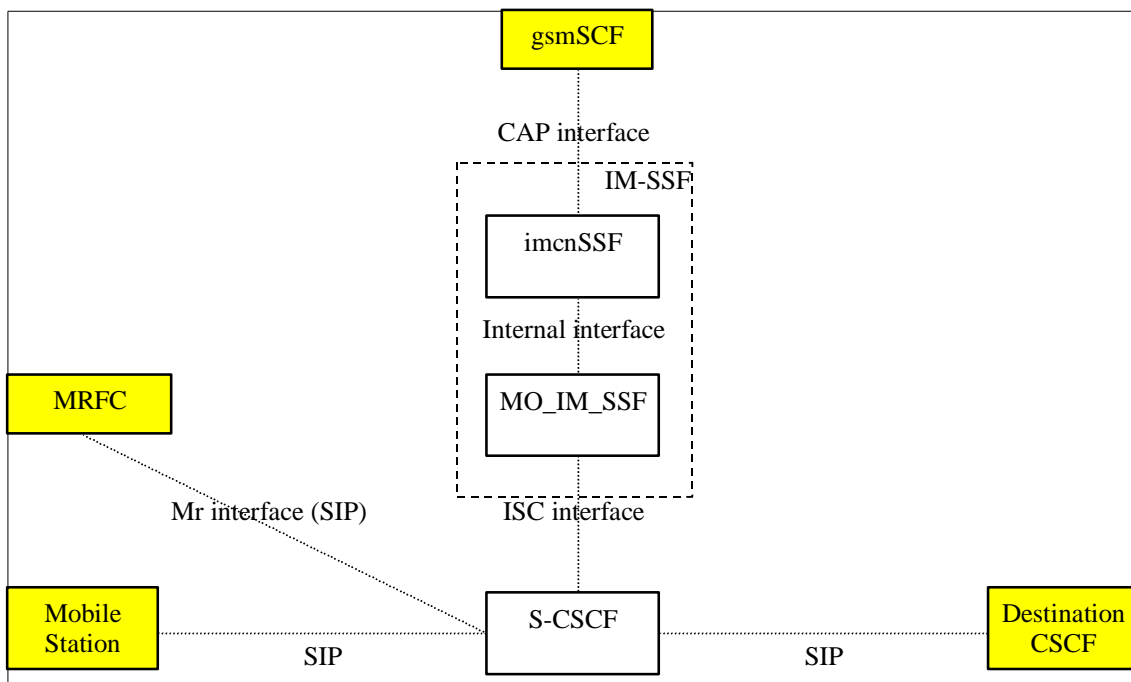 gsmSCF
CAP interface
IM-SSF
imcnSSF
Internal interface
MRFC
MO_IM_SSF
Mr interface (SIP)
ISC interface
Mobile
Station
SIP
S-CSCF
SIP
Destination
CSCF